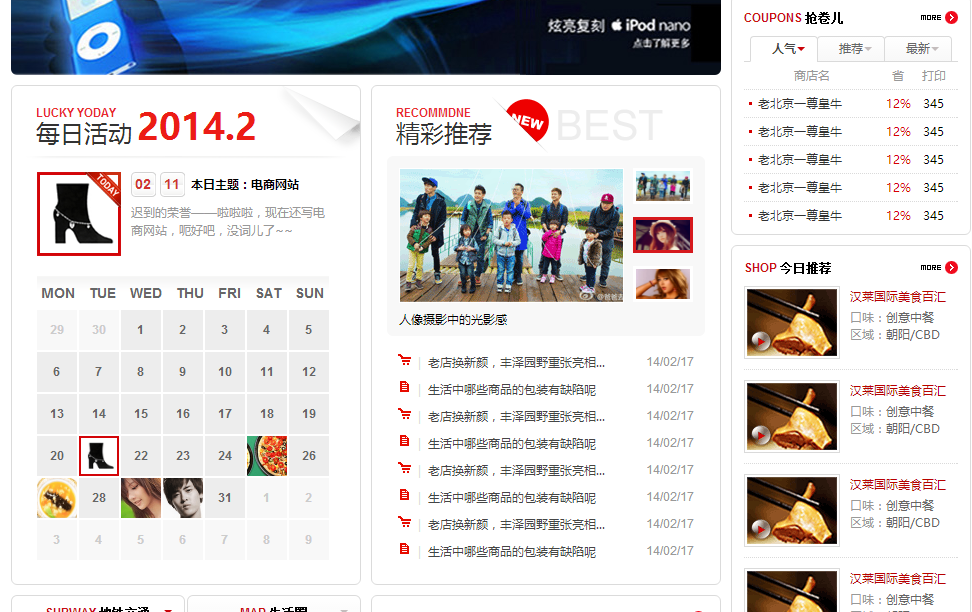 炫亮复刻 iPod nano
点击了解更多
LUCKY YODAY
每日活动 2014.2
TODAY
02 11 本日主题：电商网站
迟到的荣誉——啦啦啦，现在还写电
商网站，呃好吧，没词儿了~~
MON TUE WED THU FRI SAT SUN
29 30 1 2 3 4 5
6 7 8 9 10 11 12
13 14 15 16 17 18 19
20 22 23 24 26
28 31 1 2
3 4 5 6 7 8 9
RECOMMDNE
精彩推荐
NEW
BEST
人像摄影中的光影感
老店换新颜，丰泽园野重张亮相... 14/02/17
生活中哪些商品的包装有缺陷呢 14/02/17
老店换新颜，丰泽园野重张亮相... 14/02/17
生活中哪些商品的包装有缺陷呢 14/02/17
老店换新颜，丰泽园野重张亮相... 14/02/17
生活中哪些商品的包装有缺陷呢 14/02/17
老店换新颜，丰泽园野重张亮相... 14/02/17
生活中哪些商品的包装有缺陷呢 14/02/17
COUPONS 抢卷儿 MORE
人气 推荐 最新
商店名 省 打印
老北京一尊皇牛 12% 345
老北京一尊皇牛 12% 345
老北京一尊皇牛 12% 345
老北京一尊皇牛 12% 345
老北京一尊皇牛 12% 345
SHOP 今日推荐 MORE
汉莱国际美食百汇
口味：创意中餐
区域：朝阳/CBD
汉莱国际美食百汇
口味：创意中餐
区域：朝阳/CBD
汉莱国际美食百汇
口味：创意中餐
区域：朝阳/CBD
汉莱国际美食百汇
口味：创意中餐
区域：朝阳/CBD
SUBWAY 地铁交通
MAP 生活圈